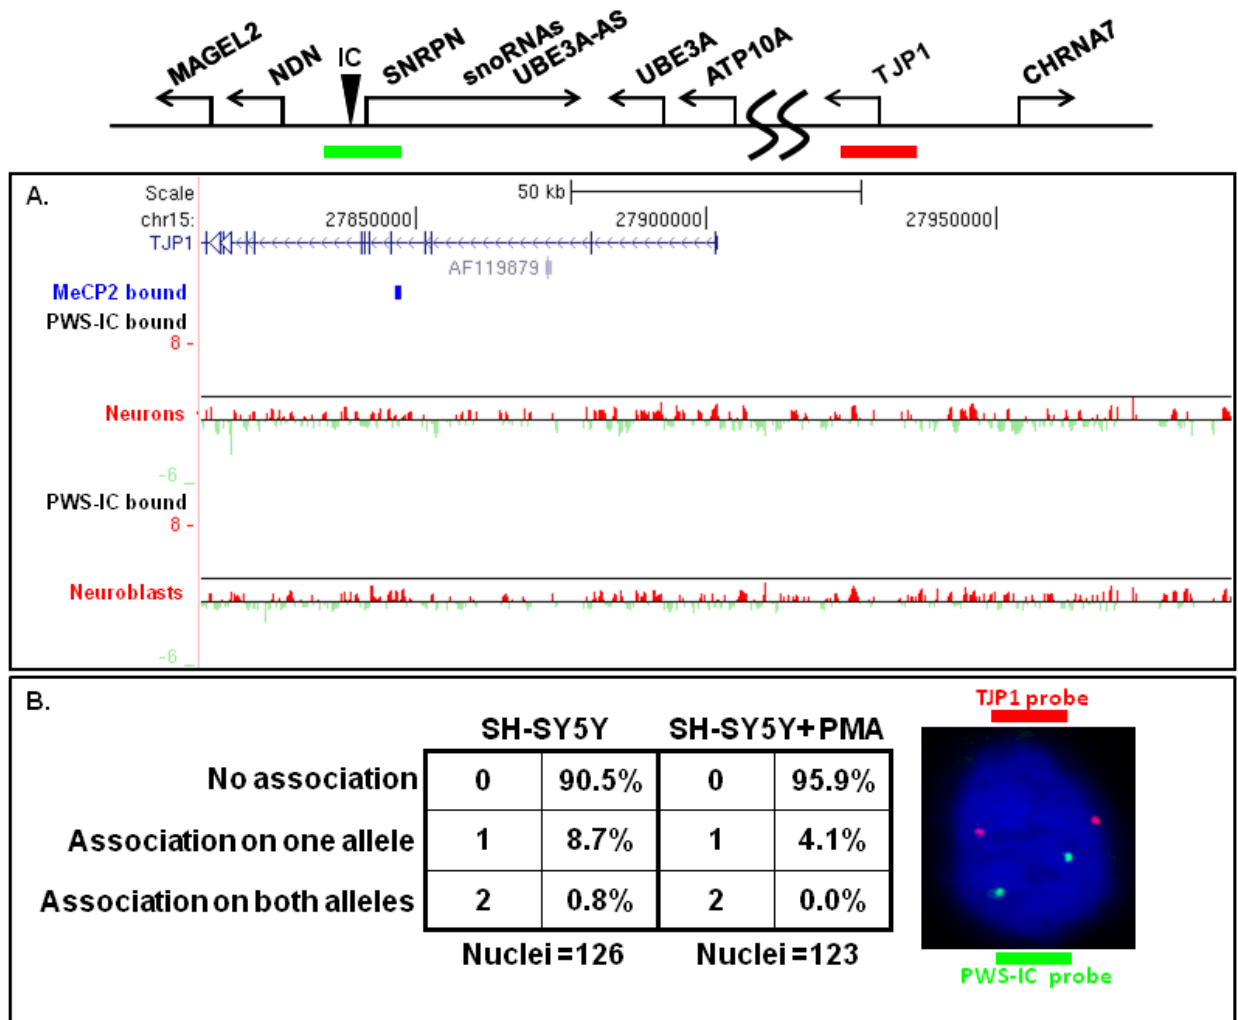 MAGEL2
NDN
IC
SNRPN
snoRNAs
UBE3A-AS
UBE3A
ATP10A
TJP1
CHRNA7
A.
Scale
50 kb
chr15:
27850000
27900000
27950000
TJP1
AF119879
MeCP2 bound
PWS-IC bound
8 -
Neurons
-6 _
PWS-IC bound
8 -
Neuroblasts
-6 _
B.
SH-SY5Y SH-SY5Y+PMA
No association 0 90.5% 0 95.9%
Association on one allele 1 8.7% 1 4.1%
Association on both alleles 2 0.8% 2 0.0%
Nuclei=126 Nuclei=123
TJP1 probe
PWS-IC probe